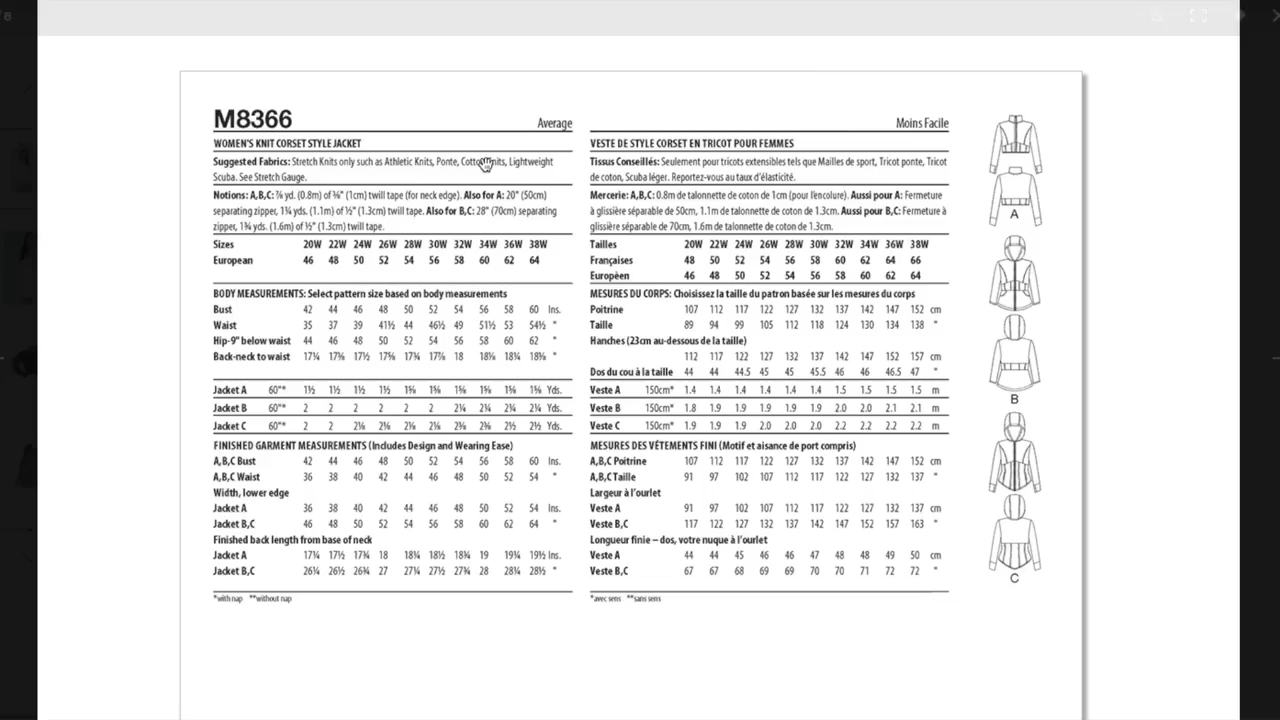 / 6
M8366
Average
WOMEN'S KNIT CORSET STYLE JACKET
Suggested Fabrics: Stretch Knits only such as Athletic Knits, Ponte, Cotton Knits, Lightweight
Scuba. See Stretch Gauge.
Notions: A,B,C: ⅞ yd. (0.8m) of ⅜" (1cm) twill tape (for neck edge). Also for A: 20" (50cm)
separating zipper, 1¼ yds. (1.1m) of ½" (1.3cm) twill tape. Also for B,C: 28" (70cm) separating
zipper, 1¾ yds. (1.6m) of ½" (1.3cm) twill tape.
Sizes 20W 22W 24W 26W 28W 30W 32W 34W 36W 38W
European 46 48 50 52 54 56 58 60 62 64
BODY MEASUREMENTS: Select pattern size based on body measurements
Bust 42 44 46 48 50 52 54 56 58 60 Ins.
Waist 35 37 39 41½ 44 46½ 49 51½ 53 54½ "
Hip-9" below waist 44 46 48 50 52 54 56 58 60 62 "
Back-neck to waist 17¼ 17⅜ 17½ 17⅝ 17¾ 17⅞ 18 18⅛ 18¼ 18⅜ "
Jacket A 60"* 1½ 1½ 1½ 1½ 1⅝ 1⅝ 1⅝ 1⅝ 1⅝ 1⅝ Yds.
Jacket B 60"* 2 2 2 2 2 2 2¼ 2¼ 2¼ 2¼ Yds.
Jacket C 60"* 2 2 2⅛ 2⅛ 2⅛ 2⅜ 2⅜ 2⅜ 2½ 2½ Yds.
FINISHED GARMENT MEASUREMENTS (Includes Design and Wearing Ease)
A,B,C Bust 42 44 46 48 50 52 54 56 58 60 Ins.
A,B,C Waist 36 38 40 42 44 46 48 50 52 54 "
Width, lower edge
Jacket A 36 38 40 42 44 46 48 50 52 54 Ins.
Jacket B,C 46 48 50 52 54 56 58 60 62 64 "
Finished back length from base of neck
Jacket A 17¼ 17½ 17¾ 18 18¼ 18½ 18¾ 19 19¼ 19½ Ins.
Jacket B,C 26¼ 26½ 26¾ 27 27¼ 27½ 27¾ 28 28¼ 28½ "
*with nap **without nap
Moins Facile
VESTE DE STYLE CORSET EN TRICOT POUR FEMMES
Tissus Conseillés: Seulement pour tricots extensibles tels que Mailles de sport, Tricot ponte, Tricot
de coton, Scuba léger. Reportez-vous au taux d'élasticité.
Mercerie: A,B,C: 0.8m de talonnette de coton de 1cm (pour l'encolure). Aussi pour A: Fermeture
à glissière séparable de 50cm, 1.1m de talonnette de coton de 1.3cm. Aussi pour B,C: Fermeture à
glissière séparable de 70cm, 1.6m de talonnette de coton de 1.3cm.
Tailles 20W 22W 24W 26W 28W 30W 32W 34W 36W 38W
Françaises 48 50 52 54 56 58 60 62 64 66
Européen 46 48 50 52 54 56 58 60 62 64
MESURES DU CORPS: Choisissez la taille du patron basée sur les mesures du corps
Poitrine 107 112 117 122 127 132 137 142 147 152 cm
Taille 89 94 99 105 112 118 124 130 134 138 "
Hanches (23cm au-dessous de la taille)
112 117 122 127 132 137 142 147 152 157 cm
Dos du cou à la taille 44 44 44.5 45 45 45.5 46 46 46.5 47 "
Veste A 150cm* 1.4 1.4 1.4 1.4 1.4 1.4 1.5 1.5 1.5 1.5 m
Veste B 150cm* 1.8 1.9 1.9 1.9 1.9 1.9 2.0 2.0 2.1 2.1 m
Veste C 150cm* 1.9 1.9 1.9 2.0 2.0 2.0 2.2 2.2 2.2 2.2 m
MESURES DES VÉTEMENTS FINI (Motif et aisance de port compris)
A,B,C Poitrine 107 112 117 122 127 132 137 142 147 152 cm
A,B,C Taille 91 97 102 107 112 117 122 127 132 137 "
Largeur à l'ourlet
Veste A 91 97 102 107 112 117 122 127 132 137 cm
Veste B,C 117 122 127 132 137 142 147 152 157 163 "
Longueur finie – dos, votre nuque à l'ourlet
Veste A 44 44 45 46 46 47 48 48 49 50 cm
Veste B,C 67 67 68 69 69 70 70 71 72 72 "
*avec sens **sans sens
A
B
C